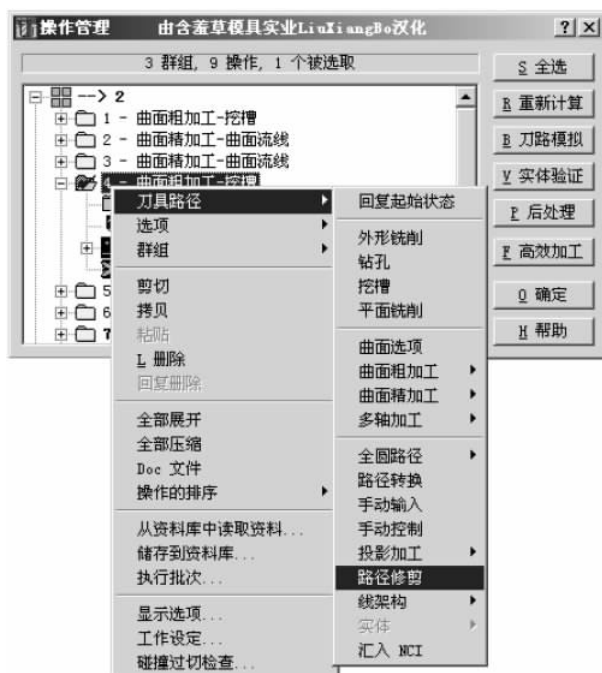 操作管理 由含羞草模具实业LiuXiangBo汉化
3 群组, 9 操作, 1 个被选取
--> 2
1 - 曲面粗加工-挖槽
2 - 曲面精加工-曲面流线
3 - 曲面精加工-曲面流线
4 - 曲面粗加工-挖槽
5
6
7
S 全选
R 重新计算
B 刀路模拟
V 实体验证
P 后处理
F 高效加工
O 确定
H 帮助
刀具路径
选项
群组
剪切
拷贝
粘贴
L 删除
回复删除
全部展开
全部压缩
Doc 文件
操作的排序
从资料库中读取资料...
储存到资料库...
执行批次...
显示选项...
工作设定...
碰撞过切检查...
回复起始状态
外形铣削
钻孔
挖槽
平面铣削
曲面选项
曲面粗加工
曲面精加工
多轴加工
全圆路径
路径转换
手动输入
手动控制
投影加工
路径修剪
线架构
实体
汇入 NCI